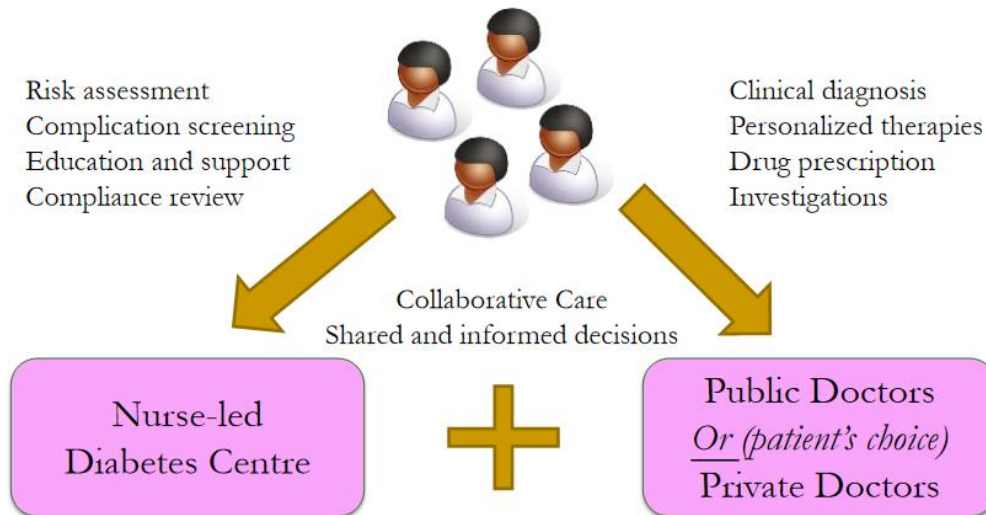 Risk assessment
Complication screening
Education and support
Compliance review
Clinical diagnosis
Personalized therapies
Drug prescription
Investigations
Collaborative Care
Shared and informed decisions
Nurse-led
Diabetes Centre
Public Doctors
Or (patient's choice)
Private Doctors